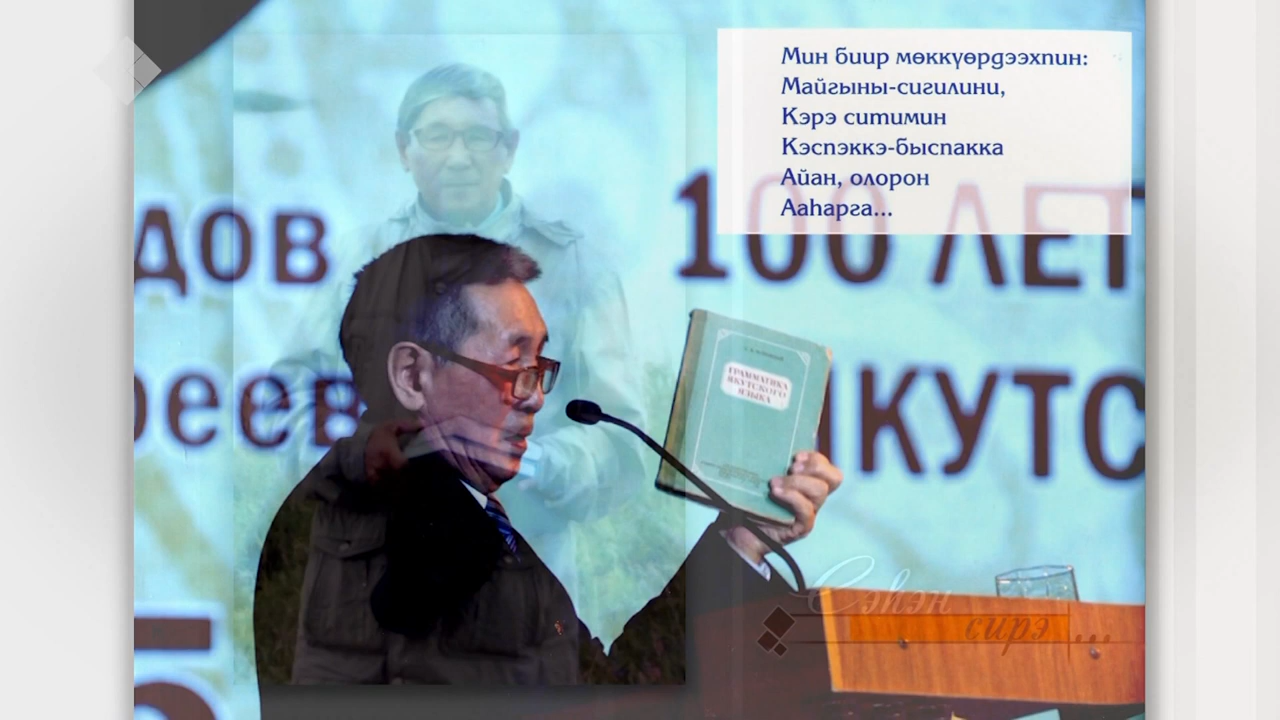 Мин биир мөккүөрдээхпин:
Майгыны-сигилини,
Кэрэ ситимин
Кэспэккэ-быспакка
Айан, олорон
Ааһарга...
дов 100 ЛЕТ
реев ЯКУТС
ГРАММАТИКА
ЯКУТСКОГО
ЯЗЫКА
5
Сэһэн
сирэ...